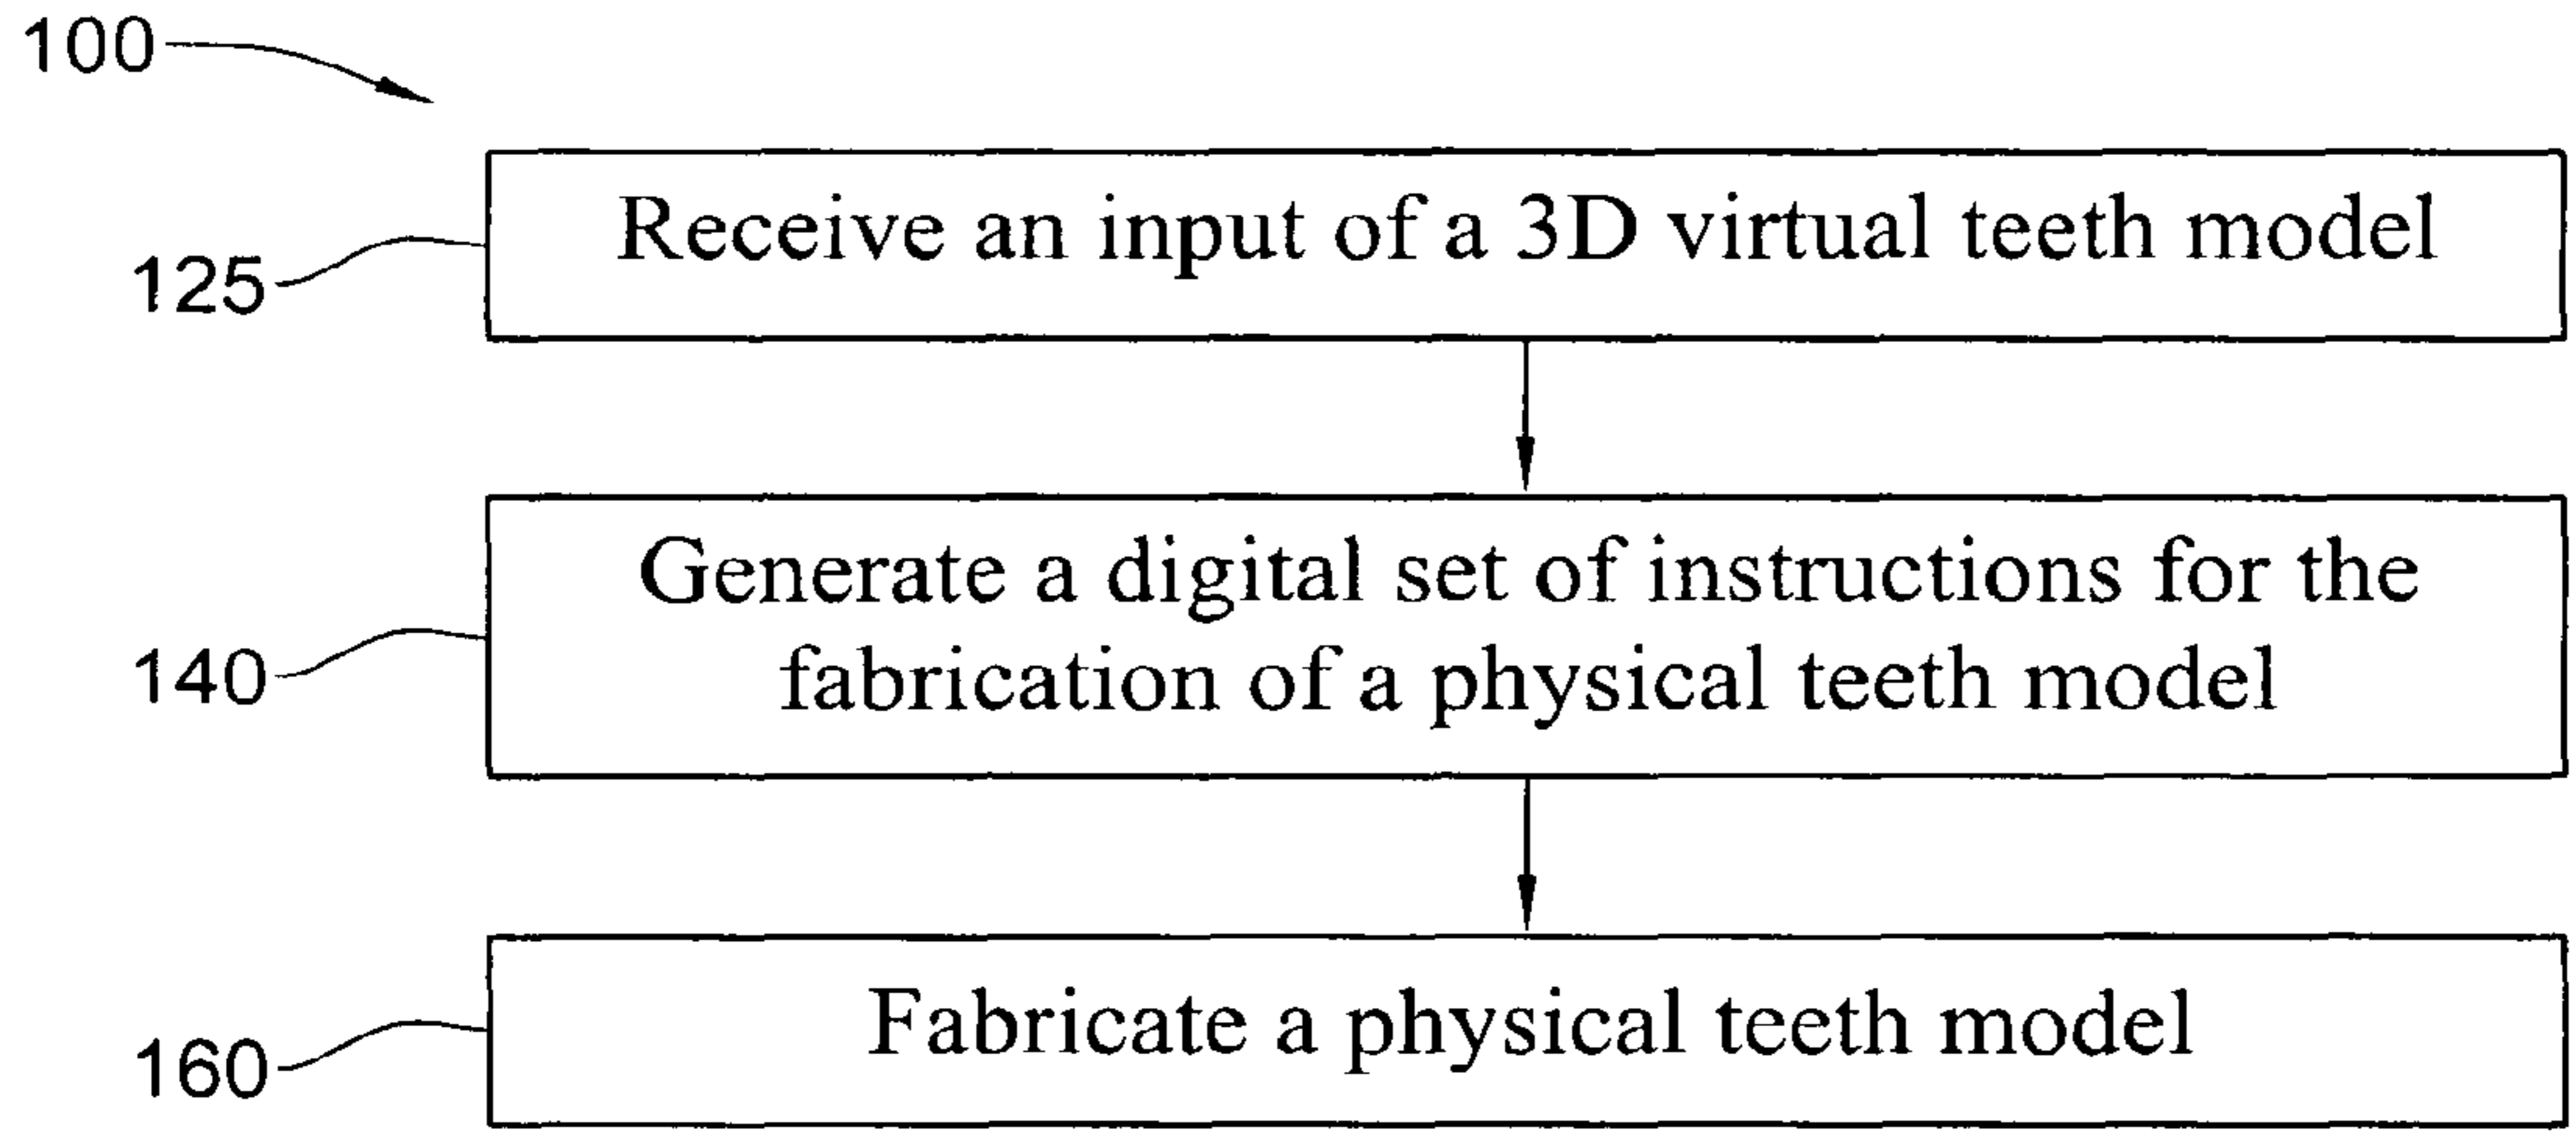 100
125
Receive an input of a 3D virtual teeth model
140
Generate a digital set of instructions for the
fabrication of a physical teeth model
160
Fabricate a physical teeth model